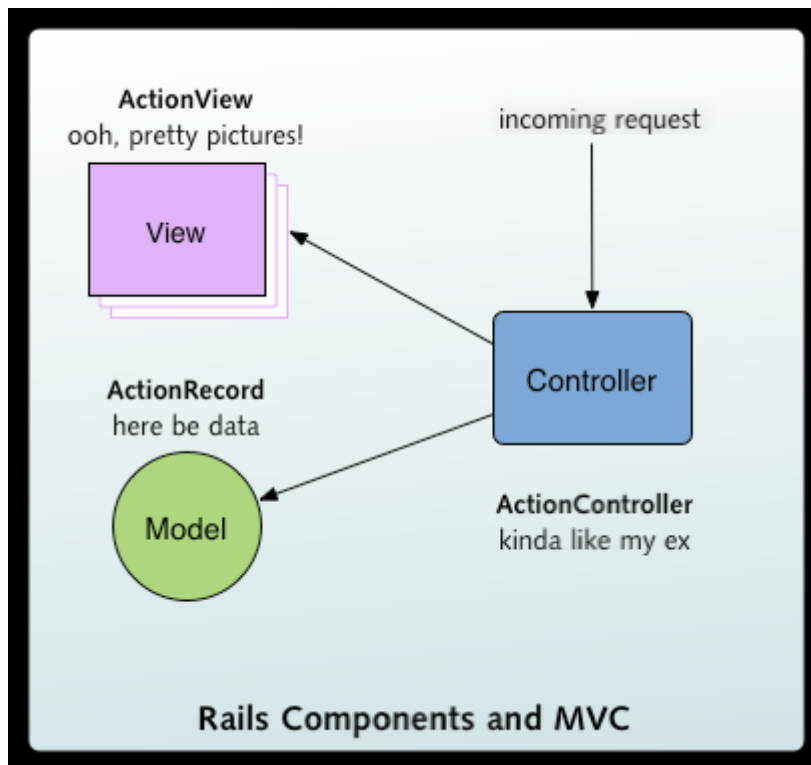 ActionView
ooh, pretty pictures!
View
incoming request
Controller
ActionRecord
here be data
Model
ActionController
kinda like my ex
Rails Components and MVC